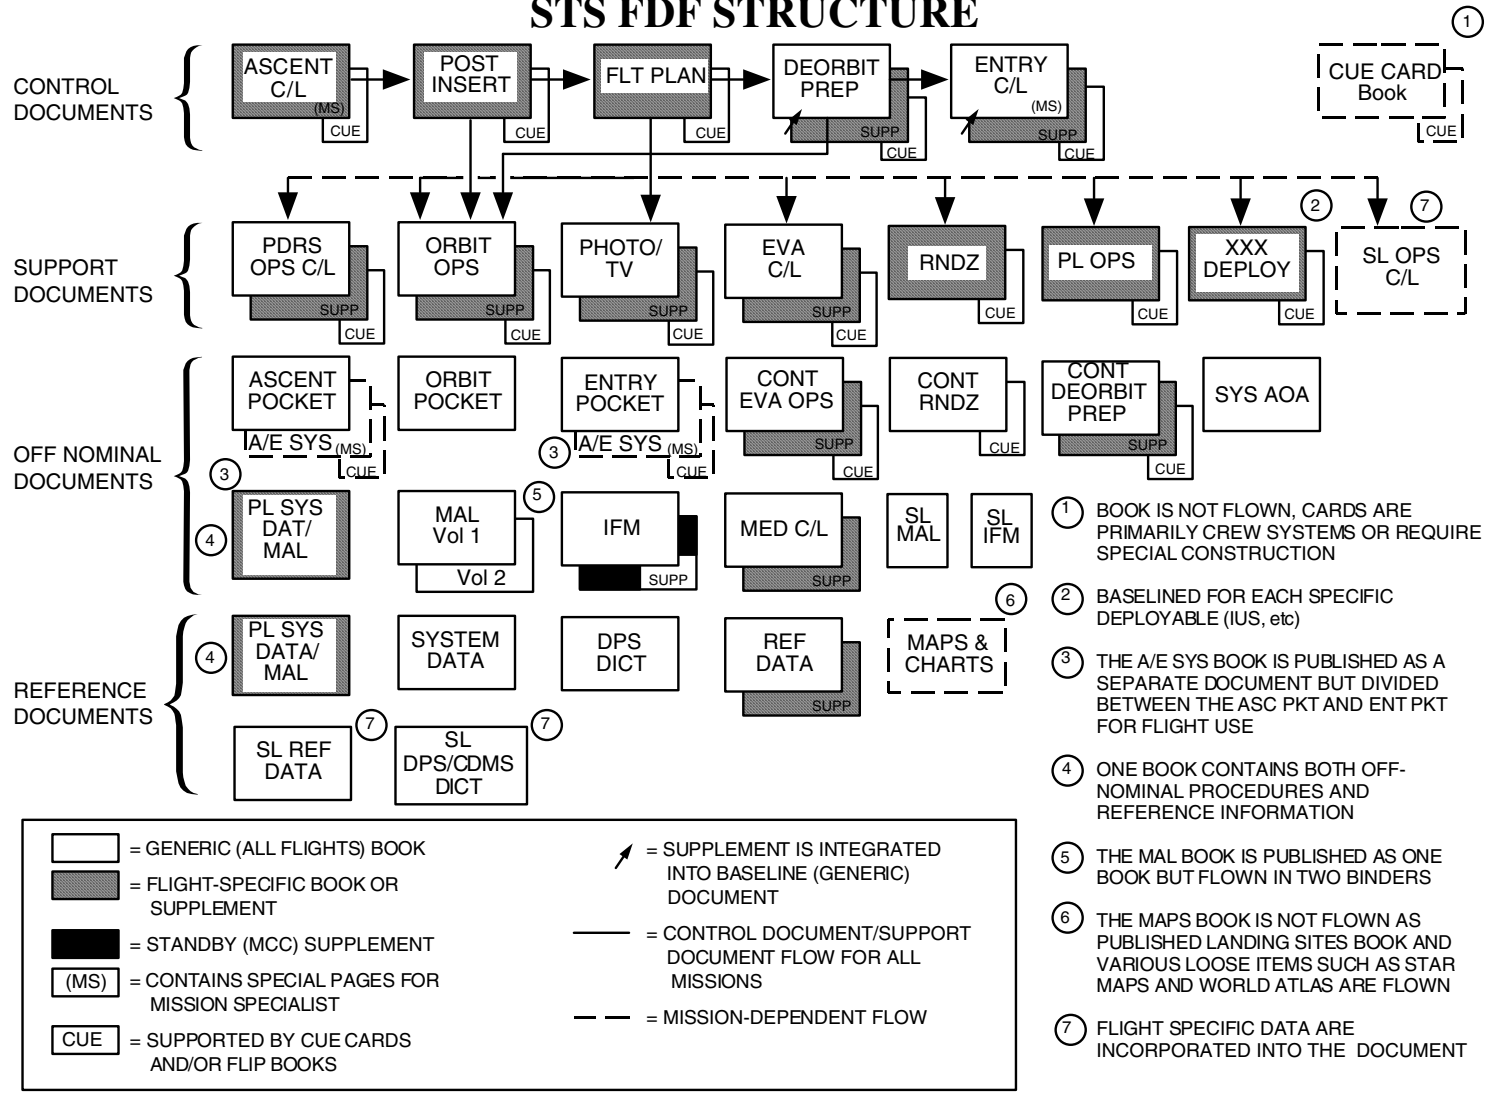 STS FDF STRUCTURE
1
CONTROL
DOCUMENTS
ASCENT
C/L
(MS)
CUE
POST
INSERT
CUE
FLT PLAN
CUE
DEORBIT
PREP
SUPP
CUE
ENTRY
C/L
(MS)
SUPP
CUE
CUE CARD
Book
CUE
SUPPORT
DOCUMENTS
PDRS
OPS C/L
SUPP
CUE
ORBIT
OPS
SUPP
CUE
PHOTO/
TV
SUPP
CUE
EVA
C/L
SUPP
CUE
RNDZ
CUE
PL OPS
CUE
2
XXX
DEPLOY
CUE
7
SL OPS
C/L
OFF NOMINAL
DOCUMENTS
ASCENT
POCKET
A/E SYS
(MS)
CUE
3
ORBIT
POCKET
ENTRY
POCKET
3
A/E SYS
(MS)
CUE
CONT
EVA OPS
SUPP
CUE
CONT
RNDZ
CUE
CONT
DEORBIT
PREP
SUPP
CUE
SYS AOA
4
PL SYS
DAT/
MAL
5
MAL
Vol 1
Vol 2
IFM
SUPP
MED C/L
SUPP
SL
MAL
SL
IFM
REFERENCE
DOCUMENTS
4
PL SYS
DATA/
MAL
SYSTEM
DATA
DPS
DICT
REF
DATA
SUPP
6
MAPS &
CHARTS
7
SL REF
DATA
7
SL
DPS/CDMS
DICT
1 BOOK IS NOT FLOWN, CARDS ARE
PRIMARILY CREW SYSTEMS OR REQUIRE
SPECIAL CONSTRUCTION
2 BASELINED FOR EACH SPECIFIC
DEPLOYABLE (IUS, etc)
3 THE A/E SYS BOOK IS PUBLISHED AS A
SEPARATE DOCUMENT BUT DIVIDED
BETWEEN THE ASC PKT AND ENT PKT
FOR FLIGHT USE
4 ONE BOOK CONTAINS BOTH OFF-
NOMINAL PROCEDURES AND
REFERENCE INFORMATION
5 THE MAL BOOK IS PUBLISHED AS ONE
BOOK BUT FLOWN IN TWO BINDERS
6 THE MAPS BOOK IS NOT FLOWN AS
PUBLISHED LANDING SITES BOOK AND
VARIOUS LOOSE ITEMS SUCH AS STAR
MAPS AND WORLD ATLAS ARE FLOWN
7 FLIGHT SPECIFIC DATA ARE
INCORPORATED INTO THE DOCUMENT
= GENERIC (ALL FLIGHTS) BOOK
= FLIGHT-SPECIFIC BOOK OR
SUPPLEMENT
= STANDBY (MCC) SUPPLEMENT
(MS) = CONTAINS SPECIAL PAGES FOR
MISSION SPECIALIST
CUE = SUPPORTED BY CUE CARDS
AND/OR FLIP BOOKS
= SUPPLEMENT IS INTEGRATED
INTO BASELINE (GENERIC)
DOCUMENT
= CONTROL DOCUMENT/SUPPORT
DOCUMENT FLOW FOR ALL
MISSIONS
= MISSION-DEPENDENT FLOW